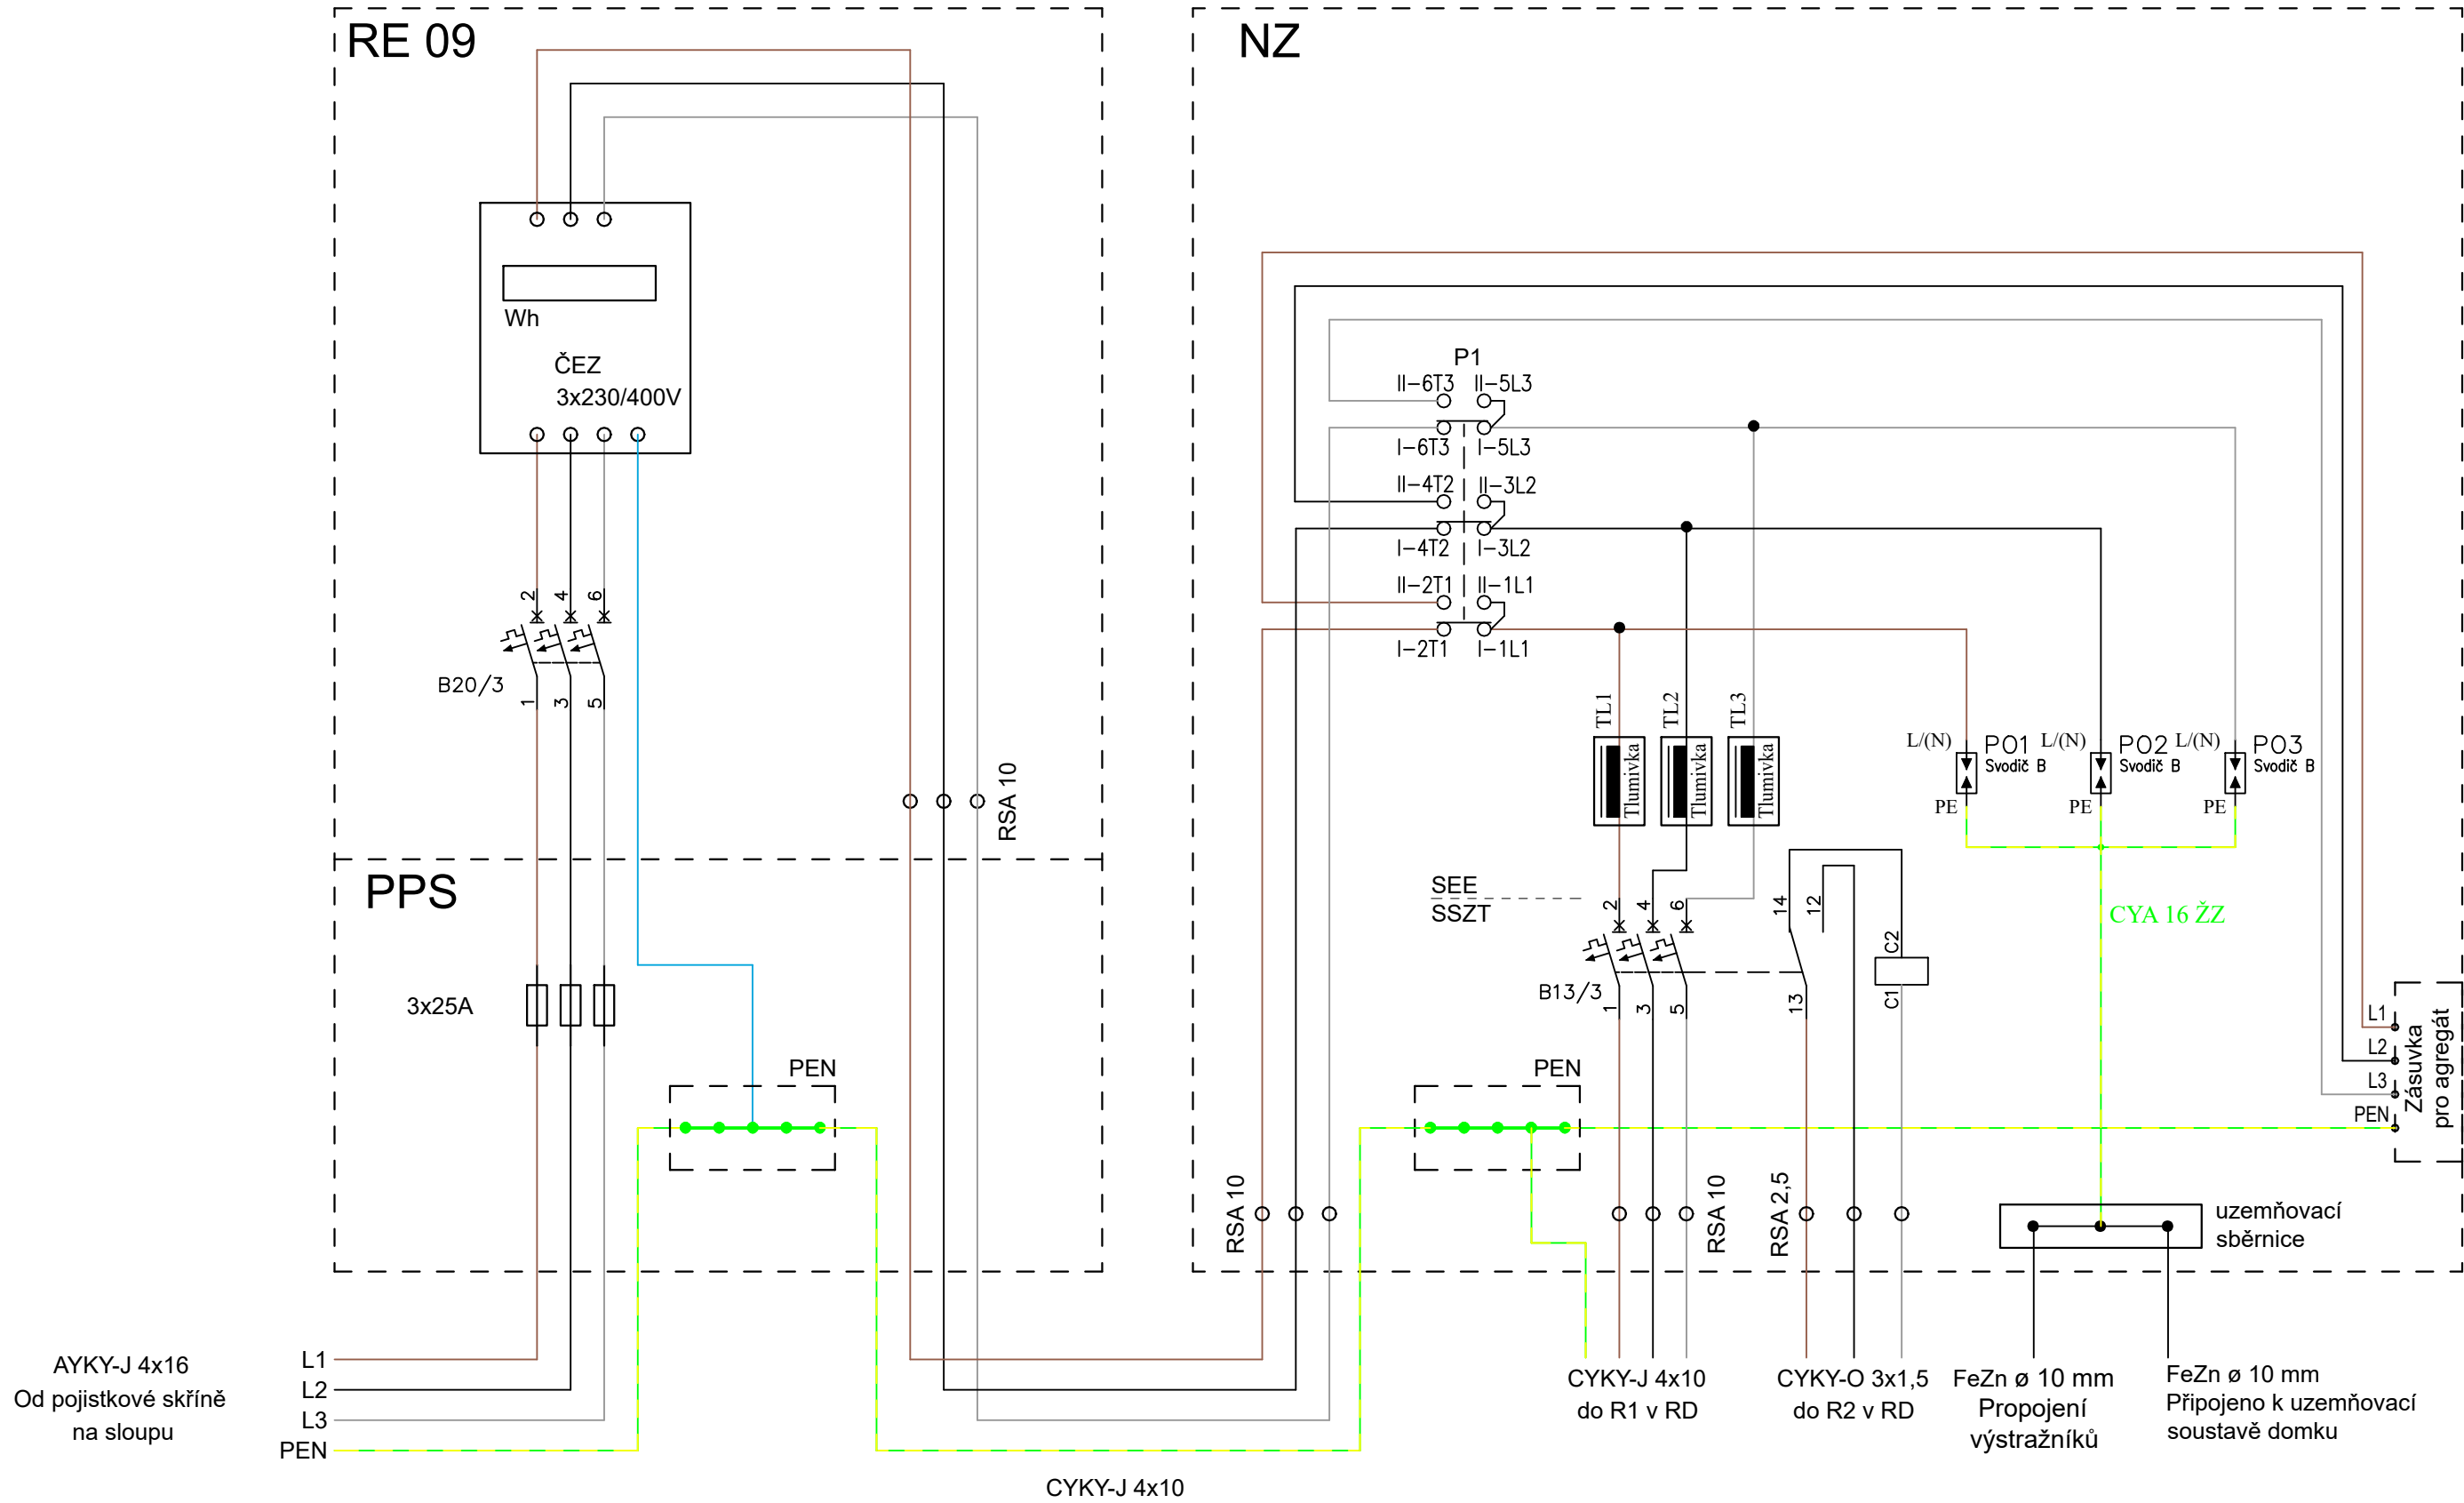 RE 09
NZ
Wh
ČEZ
3x230/400V
2
4
6
B20/3
1
3
5
RSA 10
PPS
3x25A
PEN
P1
II-6T3
II-5L3
I-6T3
I-5L3
II-4T2
II-3L2
I-4T2
I-3L2
II-2T1
II-1L1
I-2T1
I-1L1
TL1
TL2
TL3
Tlumivka
Tlumivka
Tlumivka
L/(N)
PO1
Svodič B
PE
L/(N)
PO2
Svodič B
PE
L/(N)
PO3
Svodič B
PE
SEE
SSZT
2
4
6
14
12
C2
CYA 16 ŽZ
B13/3
1
3
5
13
C1
L1
L2
L3
PEN
Zásuvka
pro agregát
PEN
RSA 10
RSA 10
RSA 2,5
uzemňovací
sběrnice
AYKY-J 4x16
Od pojistkové skříně
na sloupu
L1
L2
L3
PEN
CYKY-J 4x10
CYKY-J 4x10
do R1 v RD
CYKY-O 3x1,5
do R2 v RD
FeZn ø 10 mm
Propojení
výstražníků
FeZn ø 10 mm
Připojeno k uzemňovací
soustavě domku